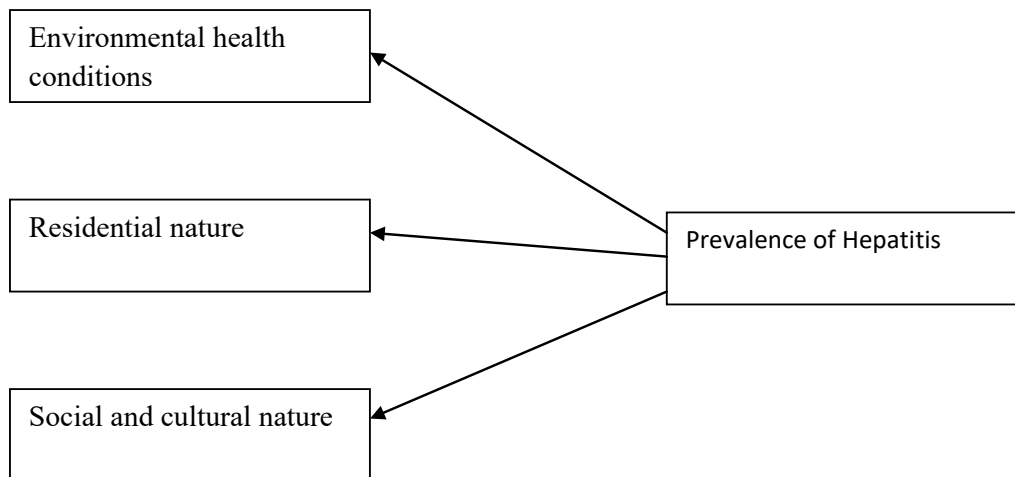 Environmental health
conditions
Residential nature
Prevalence of Hepatitis
Social and cultural nature